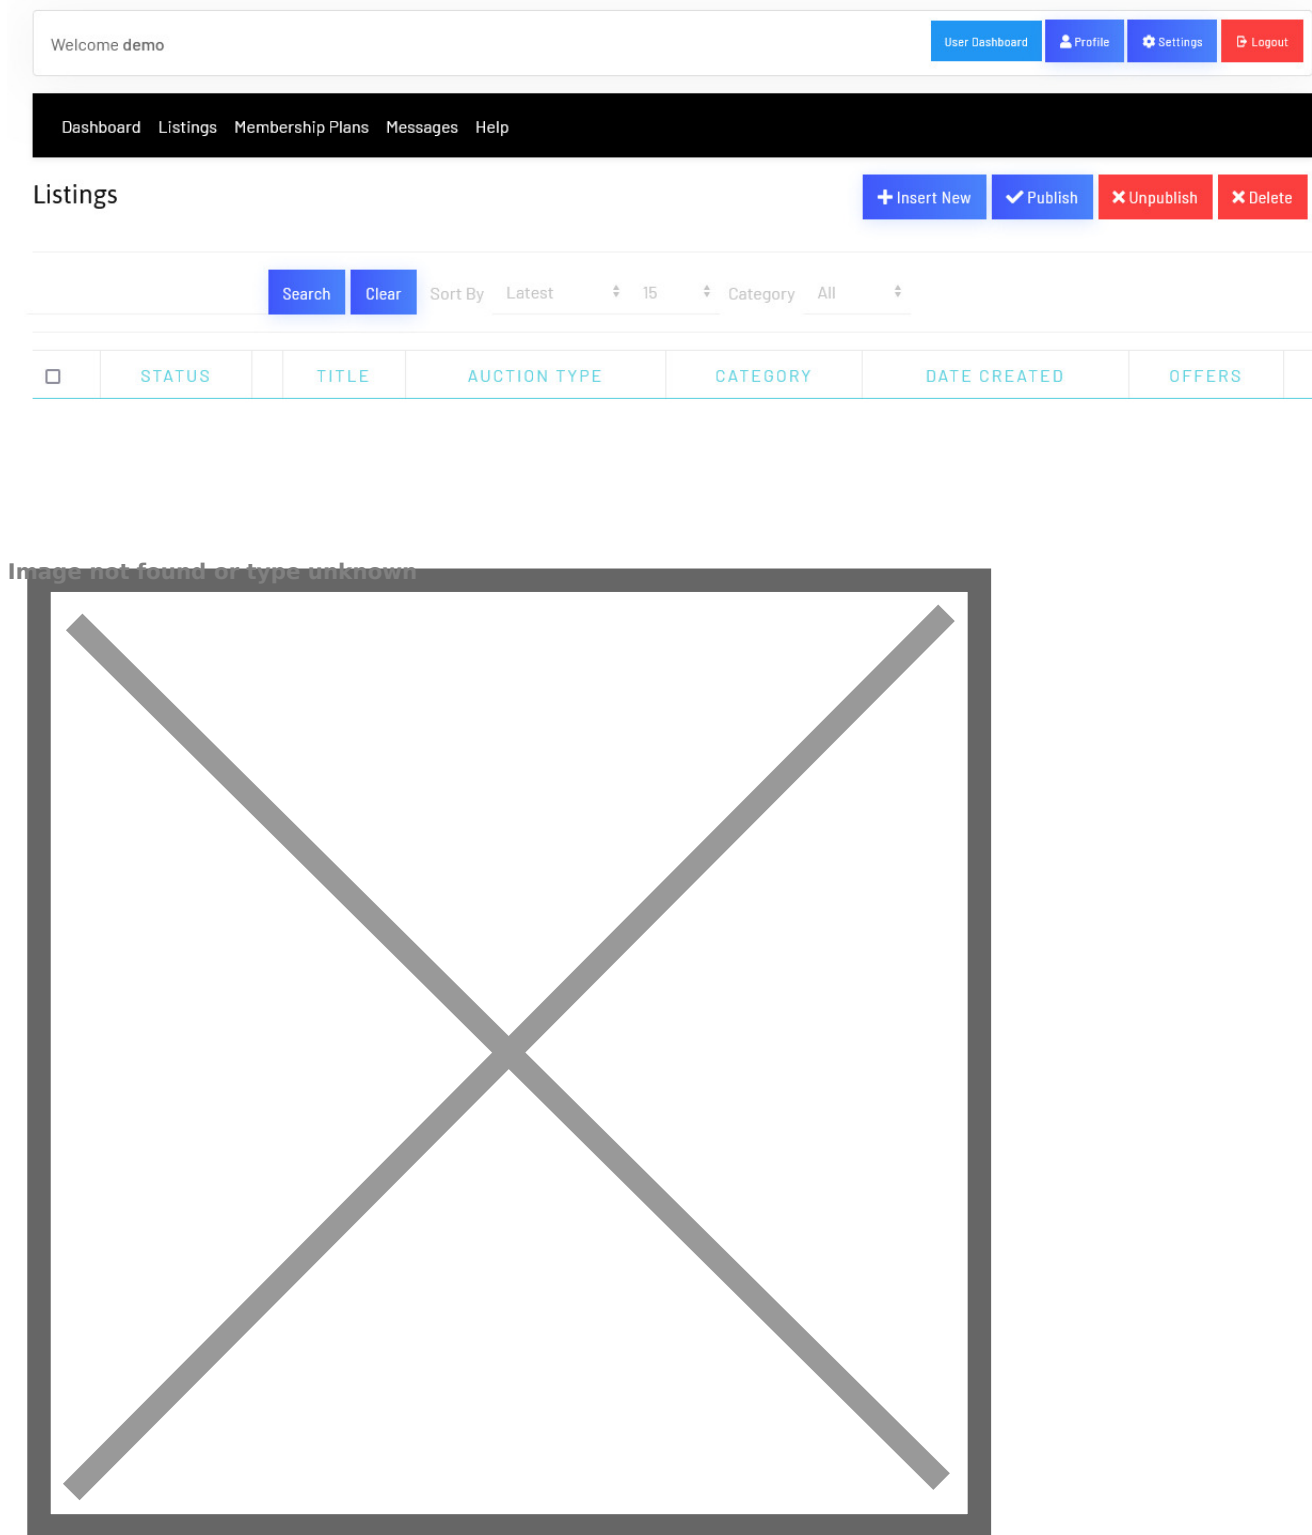 Welcome demo User Dashboard Profile Settings Logout
Dashboard Listings Membership Plans Messages Help
Listings Insert New Publish Unpublish Delete
Search Clear Sort By Latest 15 Category All
STATUS TITLE AUCTION TYPE CATEGORY DATE CREATED OFFERS
Image not found or type unknown